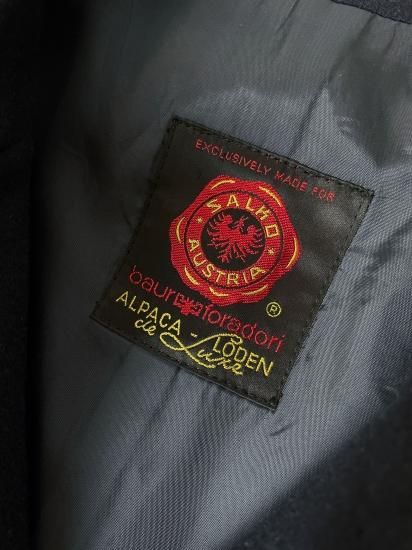 EXCLUSIVELY MADE FOR
SALKO
AUSTRIA
®
baur foradori
ALPACA - LODEN
de Luxe